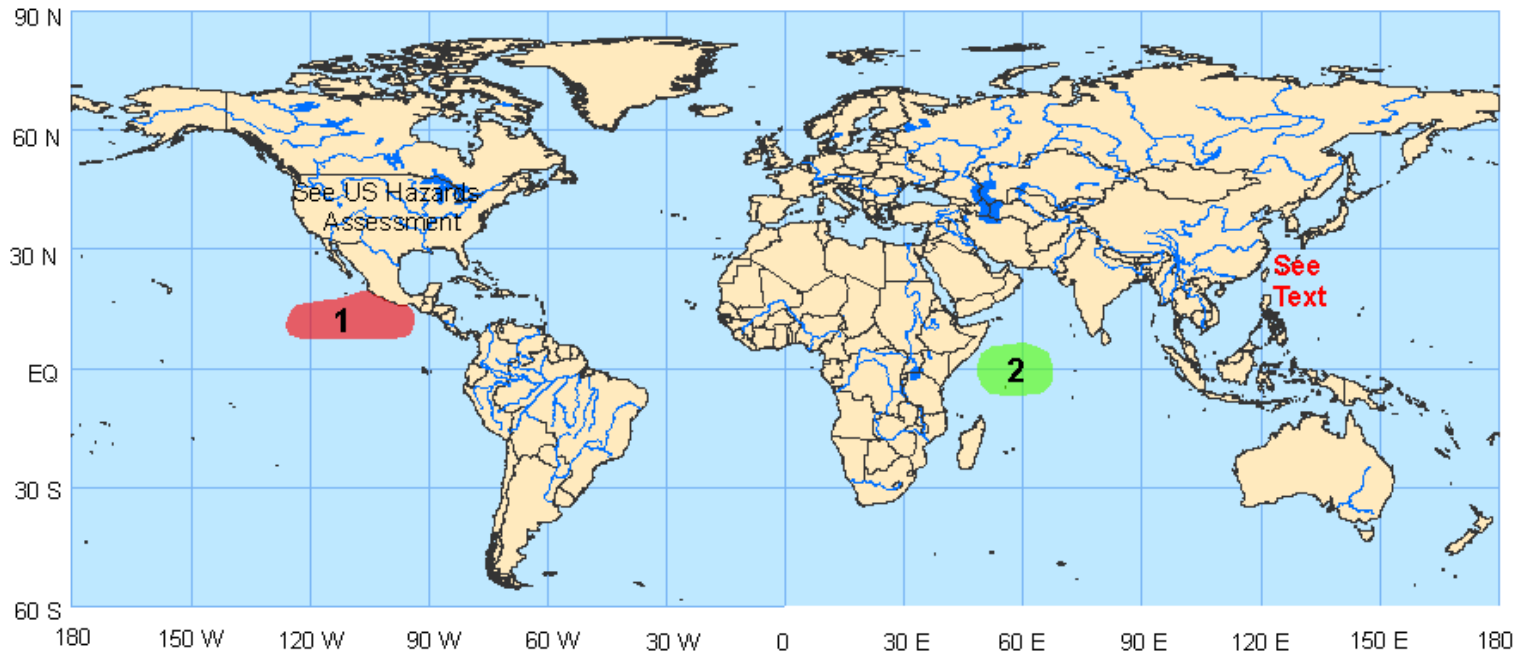 90 N
60 N
See US Hazards
Assessment
30 N
See
Text
1
EQ
2
30 S
60 S
180
150 W
120 W
90 W
60 W
30 W
0
30 E
60 E
90 E
120 E
150 E
180